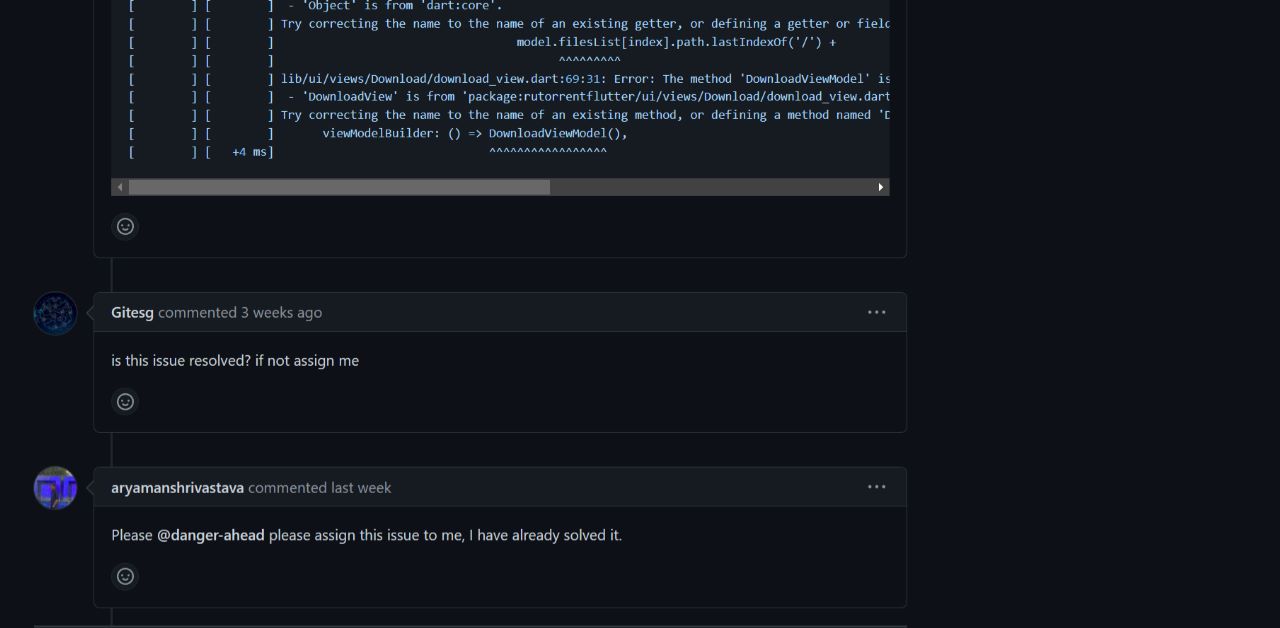 [        ] [        ]  - 'Object' is from 'dart:core'.
[        ] [        ] Try correcting the name to the name of an existing getter, or defining a getter or field
[        ] [        ]                                   model.filesList[index].path.lastIndexOf('/') +
[        ] [        ]                                         ^^^^^^^^^
[        ] [        ] lib/ui/views/Download/download_view.dart:69:31: Error: The method 'DownloadViewModel' is
[        ] [        ]  - 'DownloadView' is from 'package:rutorrentflutter/ui/views/Download/download_view.dart
[        ] [        ] Try correcting the name to the name of an existing method, or defining a method named 'D
[        ] [        ]       viewModelBuilder: () => DownloadViewModel(),
[        ] [   +4 ms]                               ^^^^^^^^^^^^^^^^^
Gitesg commented 3 weeks ago
is this issue resolved? if not assign me
aryamanshrivastava commented last week
Please @danger-ahead please assign this issue to me, I have already solved it.